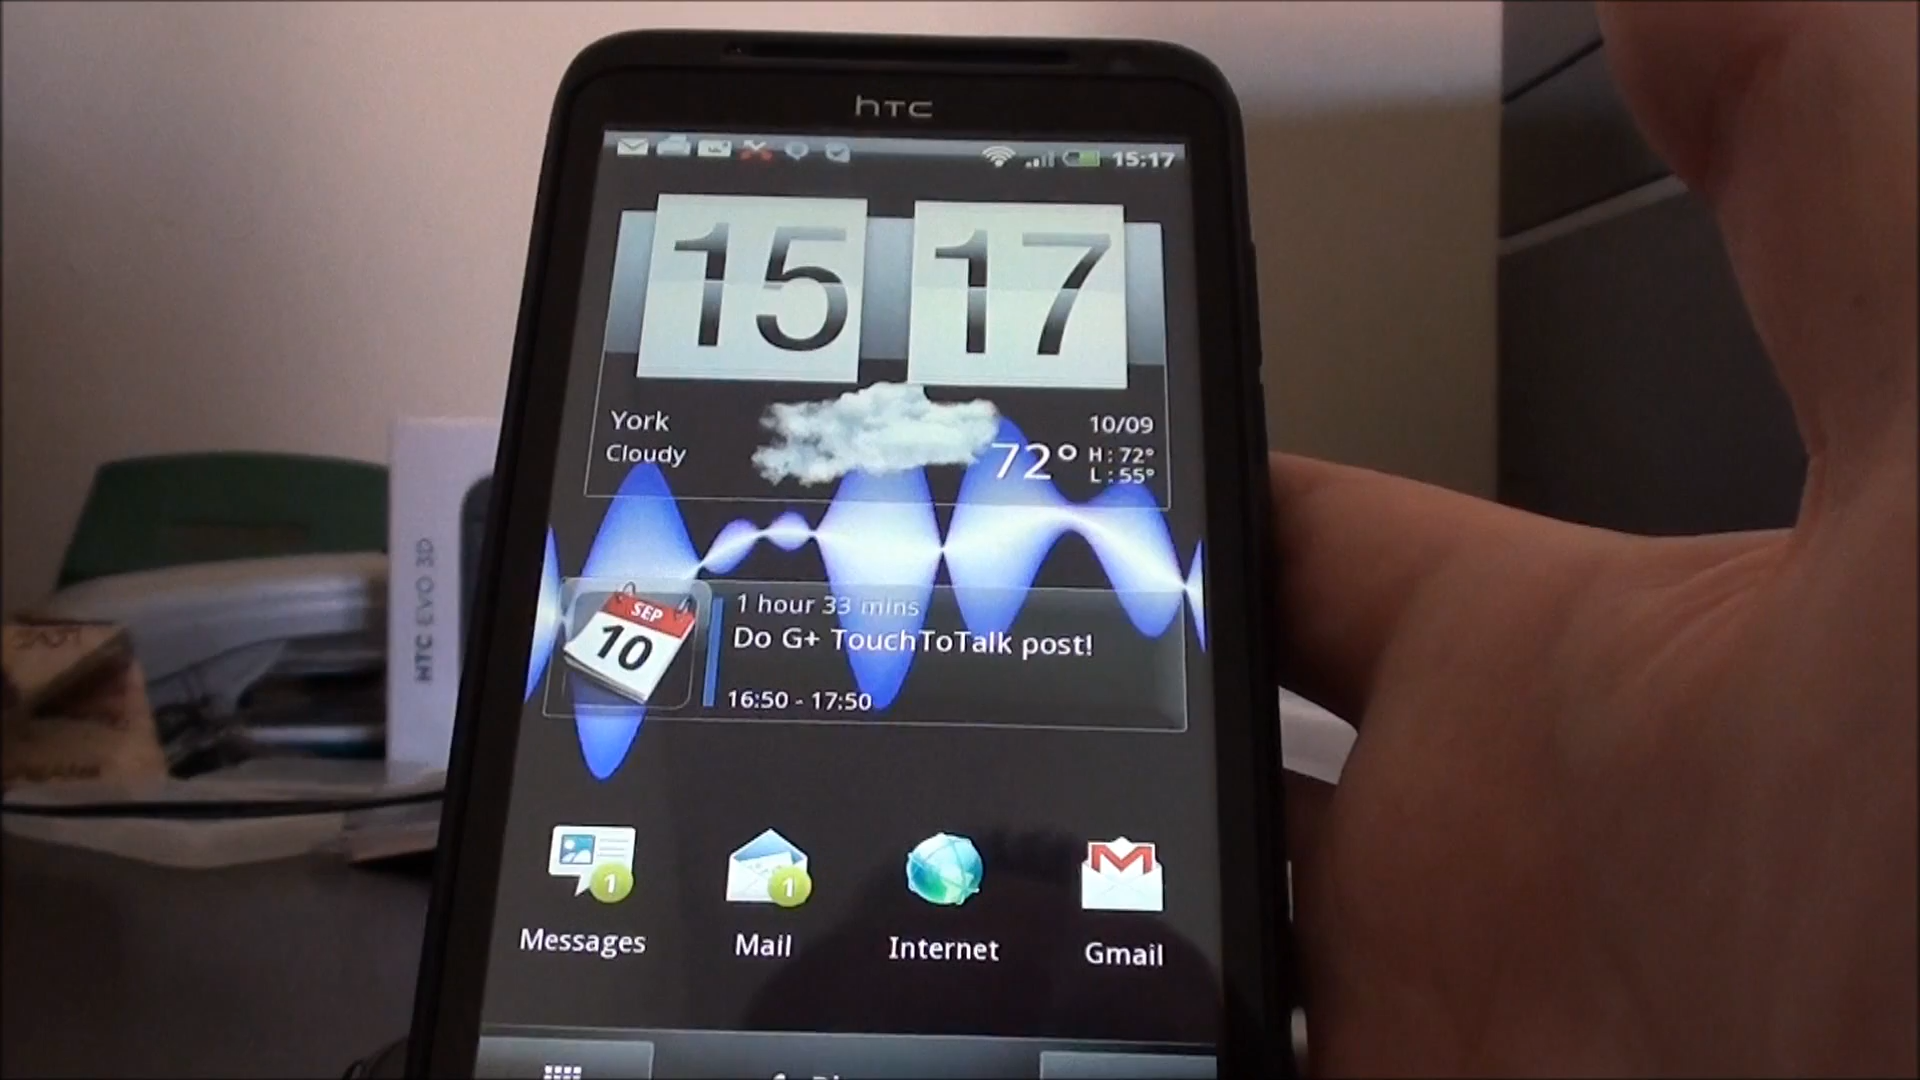 hTC
15:17
15 17
York
Cloudy
10/09
72°
H : 72°
L : 55°
HTC EVO 3D
SEP
10
1 hour 33 mins
Do G+ TouchToTalk post!
16:50 - 17:50
1
1
Messages
Mail
Internet
Gmail